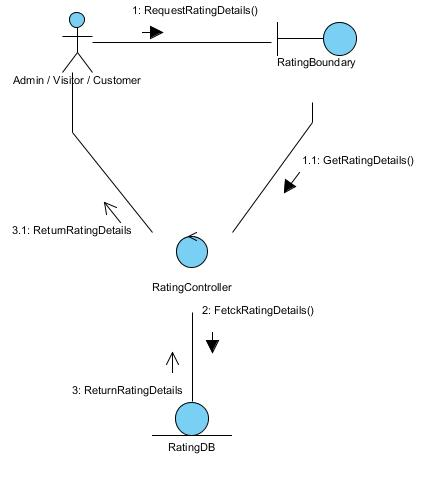 1: RequestRatingDetails()
Admin / Visitor / Customer
RatingBoundary
1.1: GetRatingDetails()
3.1: ReturnRatingDetails
RatingController
2: FetckRatingDetails()
3: ReturnRatingDetails
RatingDB